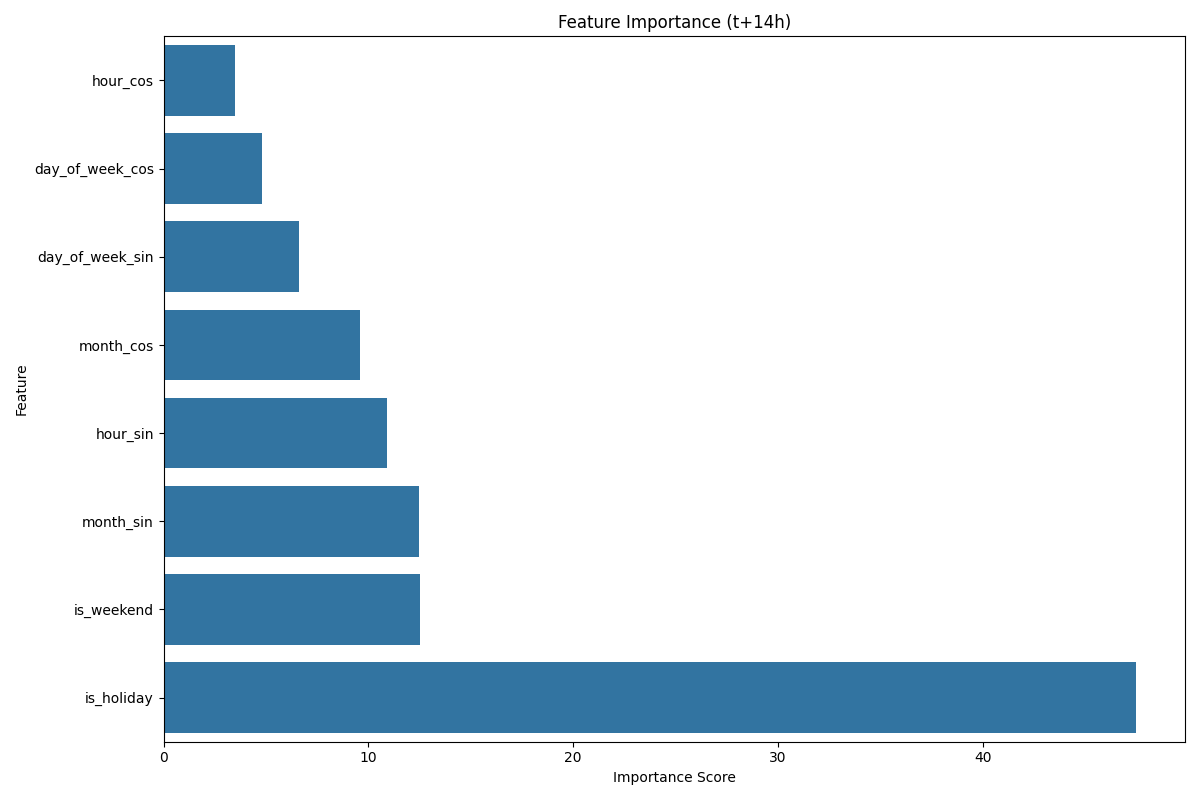 Feature Importance (t+14h)
Feature
hour_cos
day_of_week_cos
day_of_week_sin
month_cos
hour_sin
month_sin
is_weekend
is_holiday
0 10 20 30 40
Importance Score